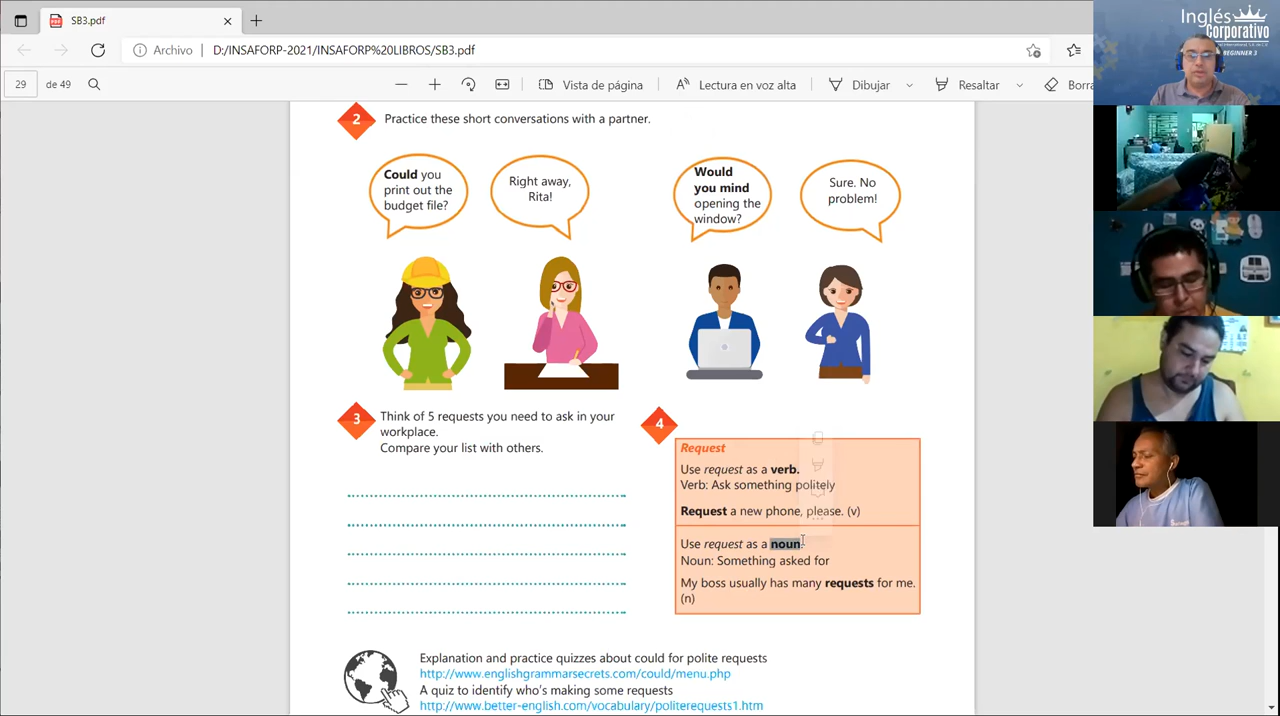 SB3.pdf
Archivo
D:/INSAFORP-2021/INSAFORP%20LIBROS/SB3.pdf
29
de 49
Vista de página
Lectura en voz alta
Dibujar
Resaltar
Borra
Inglés
Corporativo
BEGINNER 3
2
Practice these short conversations with a partner.
Could you
print out the
budget file?
Right away,
Rita!
Would
you mind
opening the
window?
Sure. No
problem!
3
Think of 5 requests you need to ask in your
workplace.
Compare your list with others.
4
Request
Use request as a verb.
Verb: Ask something politely
Request a new phone, please. (v)
Use request as a noun.
Noun: Something asked for
My boss usually has many requests for me.
(n)
Explanation and practice quizzes about could for polite requests
http://www.englishgrammarsecrets.com/could/menu.php
A quiz to identify who's making some requests
http://www.better-english.com/vocabulary/politerequests1.htm